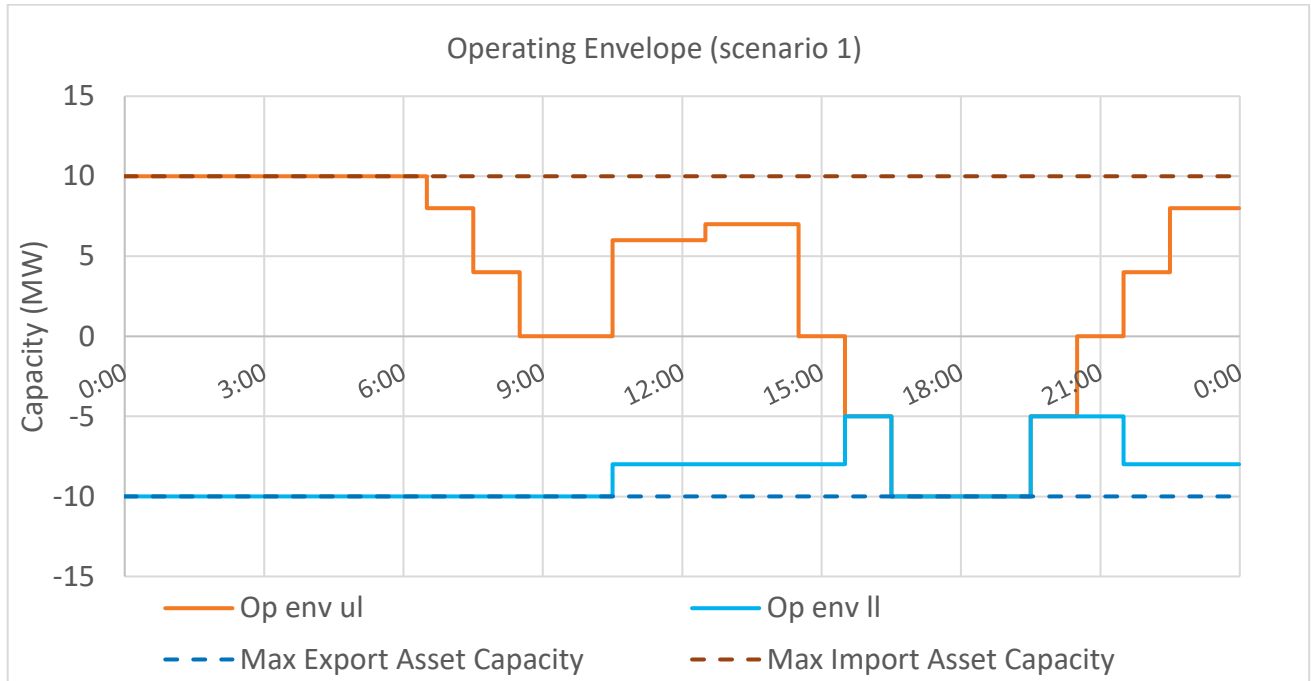 Operating Envelope (scenario 1)
Capacity (MW)
15
10
5
0
-5
-10
-15
0:00
3:00
6:00
9:00
12:00
15:00
18:00
21:00
0:00
Op env ul
Op env ll
Max Export Asset Capacity
Max Import Asset Capacity